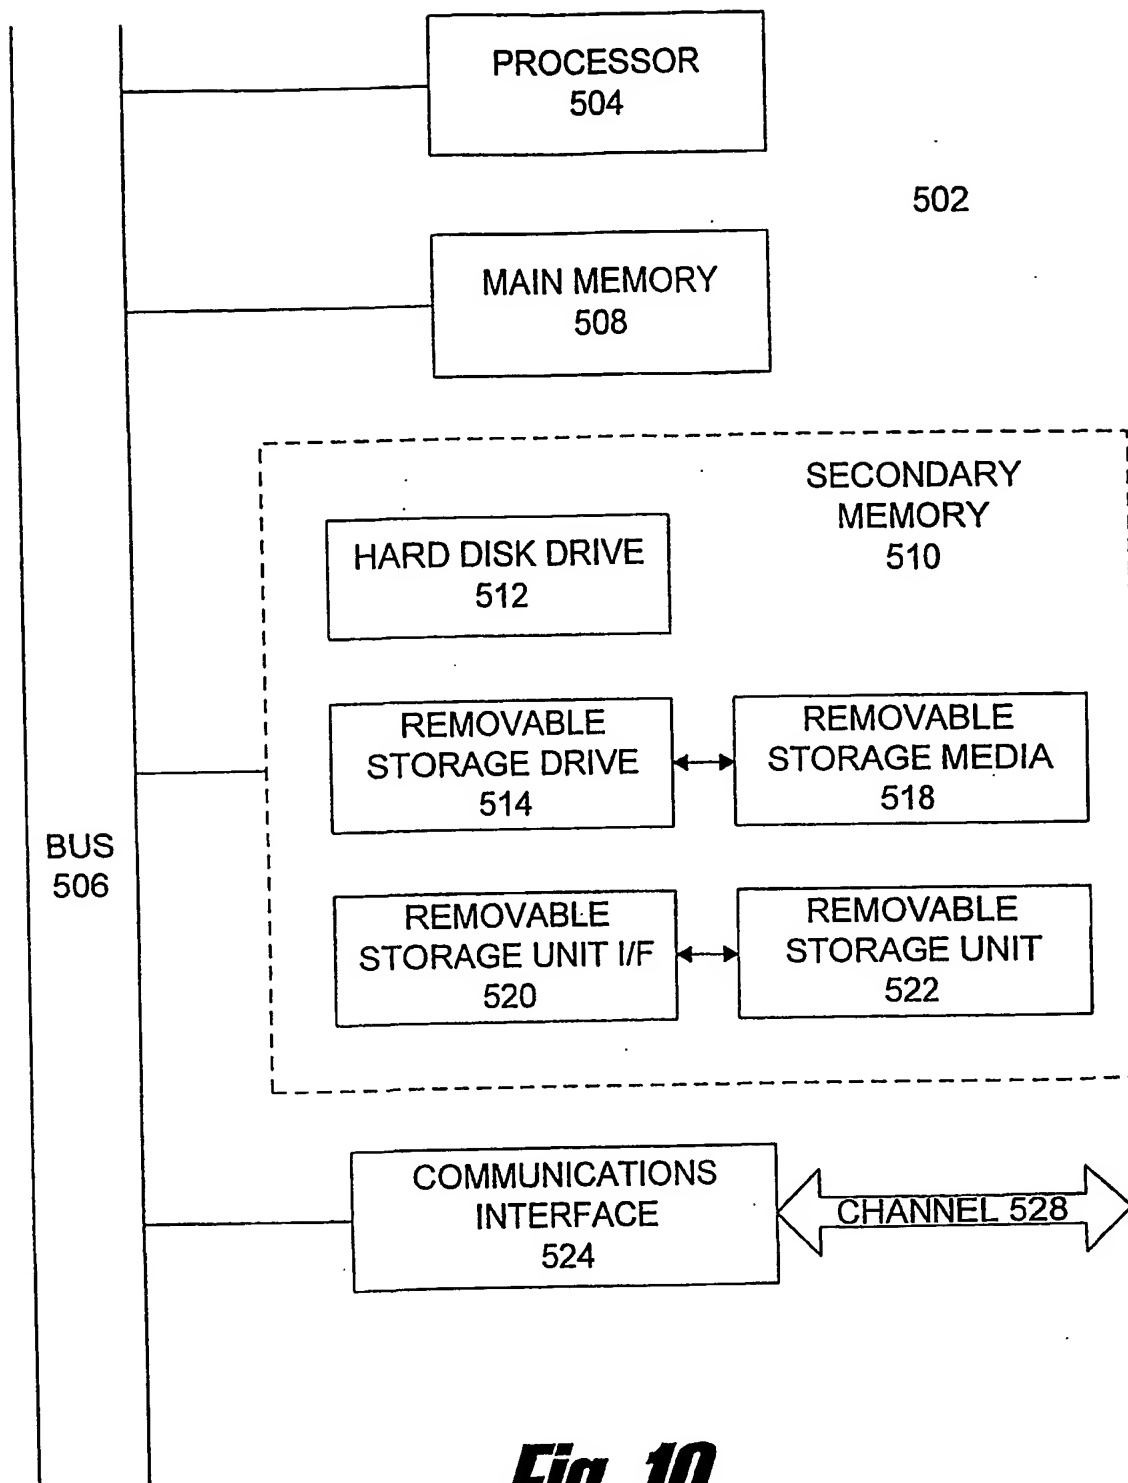 PROCESSOR
504
502
MAIN MEMORY
508
SECONDARY
MEMORY
510
HARD DISK DRIVE
512
REMOVABLE
STORAGE DRIVE
514
REMOVABLE
STORAGE MEDIA
518
BUS
506
REMOVABLE
STORAGE UNIT I/F
520
REMOVABLE
STORAGE UNIT
522
COMMUNICATIONS
INTERFACE
524
CHANNEL 528
Fig. 10